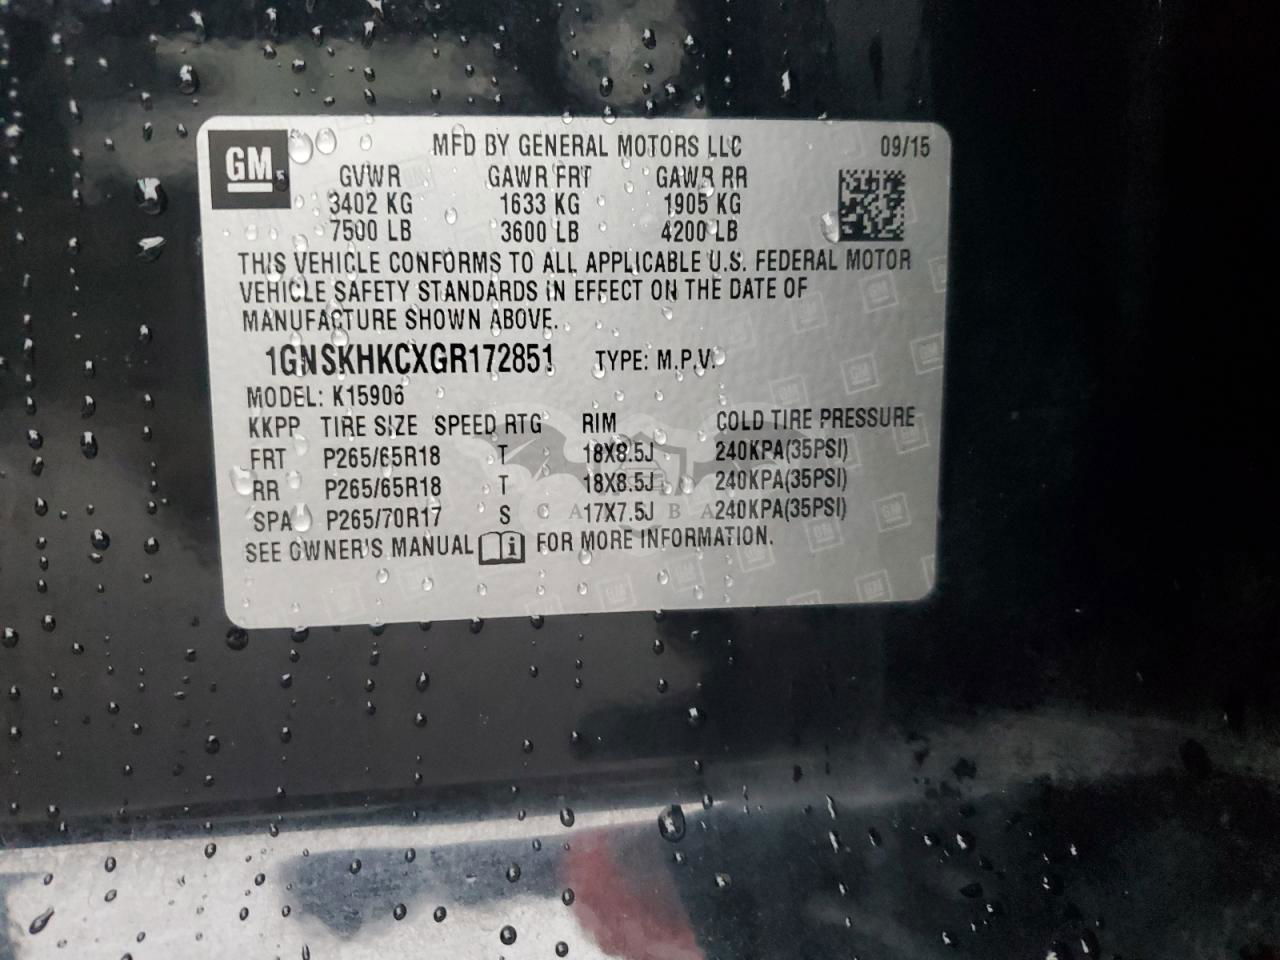 GM
MFD BY GENERAL MOTORS LLC 09/15
GVWR GAWR FRT GAWR RR
3402 KG 1633 KG 1905 KG
7500 LB 3600 LB 4200 LB
THIS VEHICLE CONFORMS TO ALL APPLICABLE U.S. FEDERAL MOTOR
VEHICLE SAFETY STANDARDS IN EFFECT ON THE DATE OF
MANUFACTURE SHOWN ABOVE.
1GNSKHKCXGR172851 TYPE: M.P.V.
MODEL: K15906
KKPP TIRE SIZE SPEED RTG RIM COLD TIRE PRESSURE
FRT P265/65R18 T 18X8.5J 240KPA(35PSI)
RR P265/65R18 T 18X8.5J 240KPA(35PSI)
SPA P265/70R17 S 17X7.5J 240KPA(35PSI)
SEE OWNER'S MANUAL i FOR MORE INFORMATION.